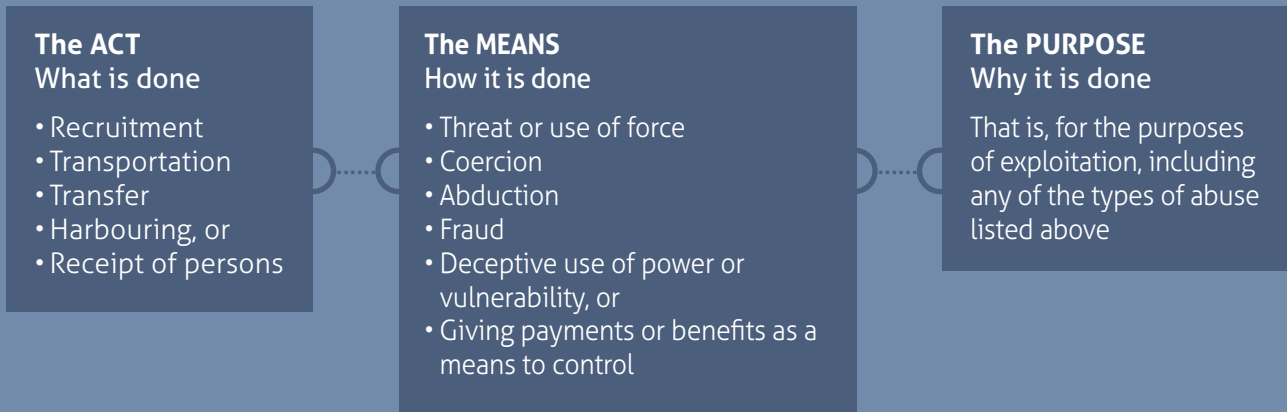 The ACT
What is done
• Recruitment
• Transportation
• Transfer
• Harbouring, or
• Receipt of persons
The MEANS
How it is done
• Threat or use of force
• Coercion
• Abduction
• Fraud
• Deceptive use of power or
vulnerability, or
• Giving payments or benefits as a
means to control
The PURPOSE
Why it is done
That is, for the purposes
of exploitation, including
any of the types of abuse
listed above